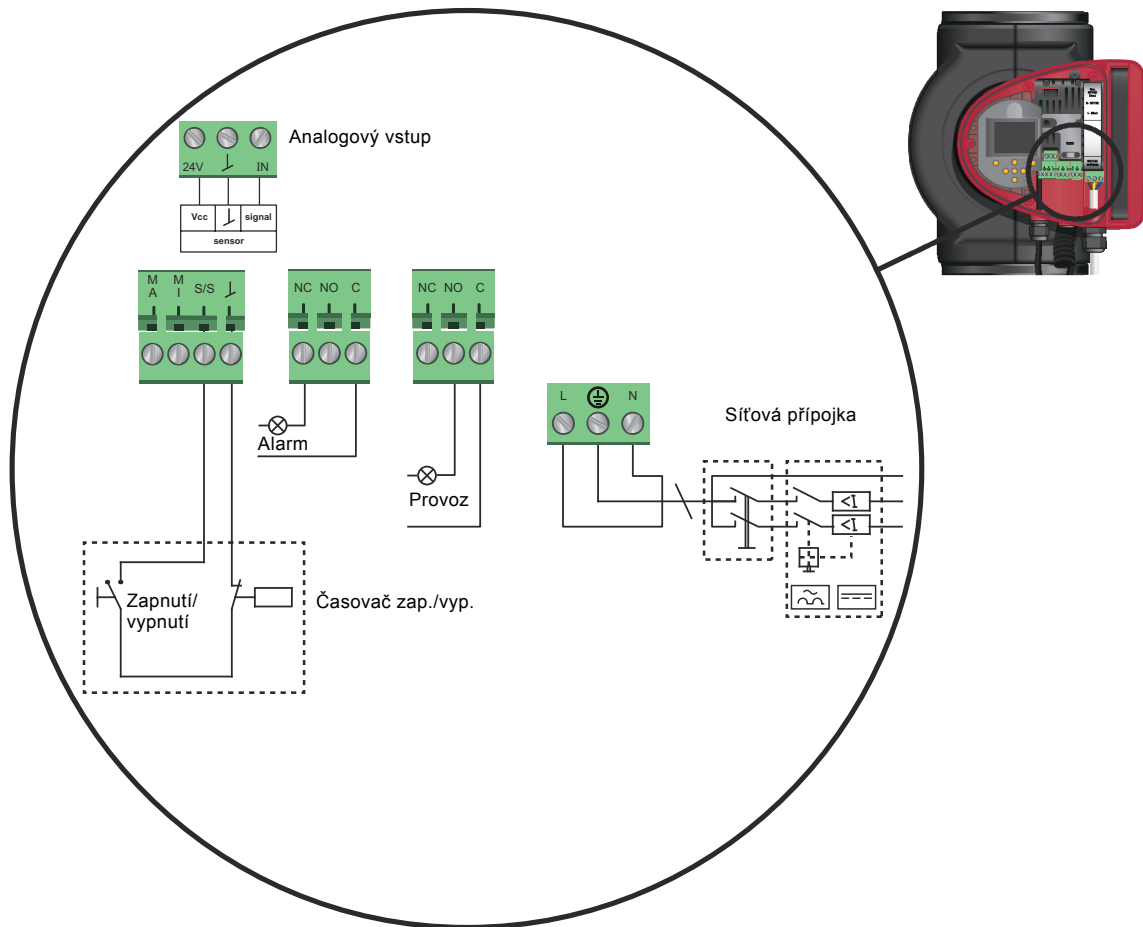 Analogový vstup
24V IN
Vcc signal
sensor
M A M I S/S
NC NO C
NC NO C
Alarm
Provoz
L N
Síťová přípojka
Zapnutí/
vypnutí
Časovač zap./vyp.